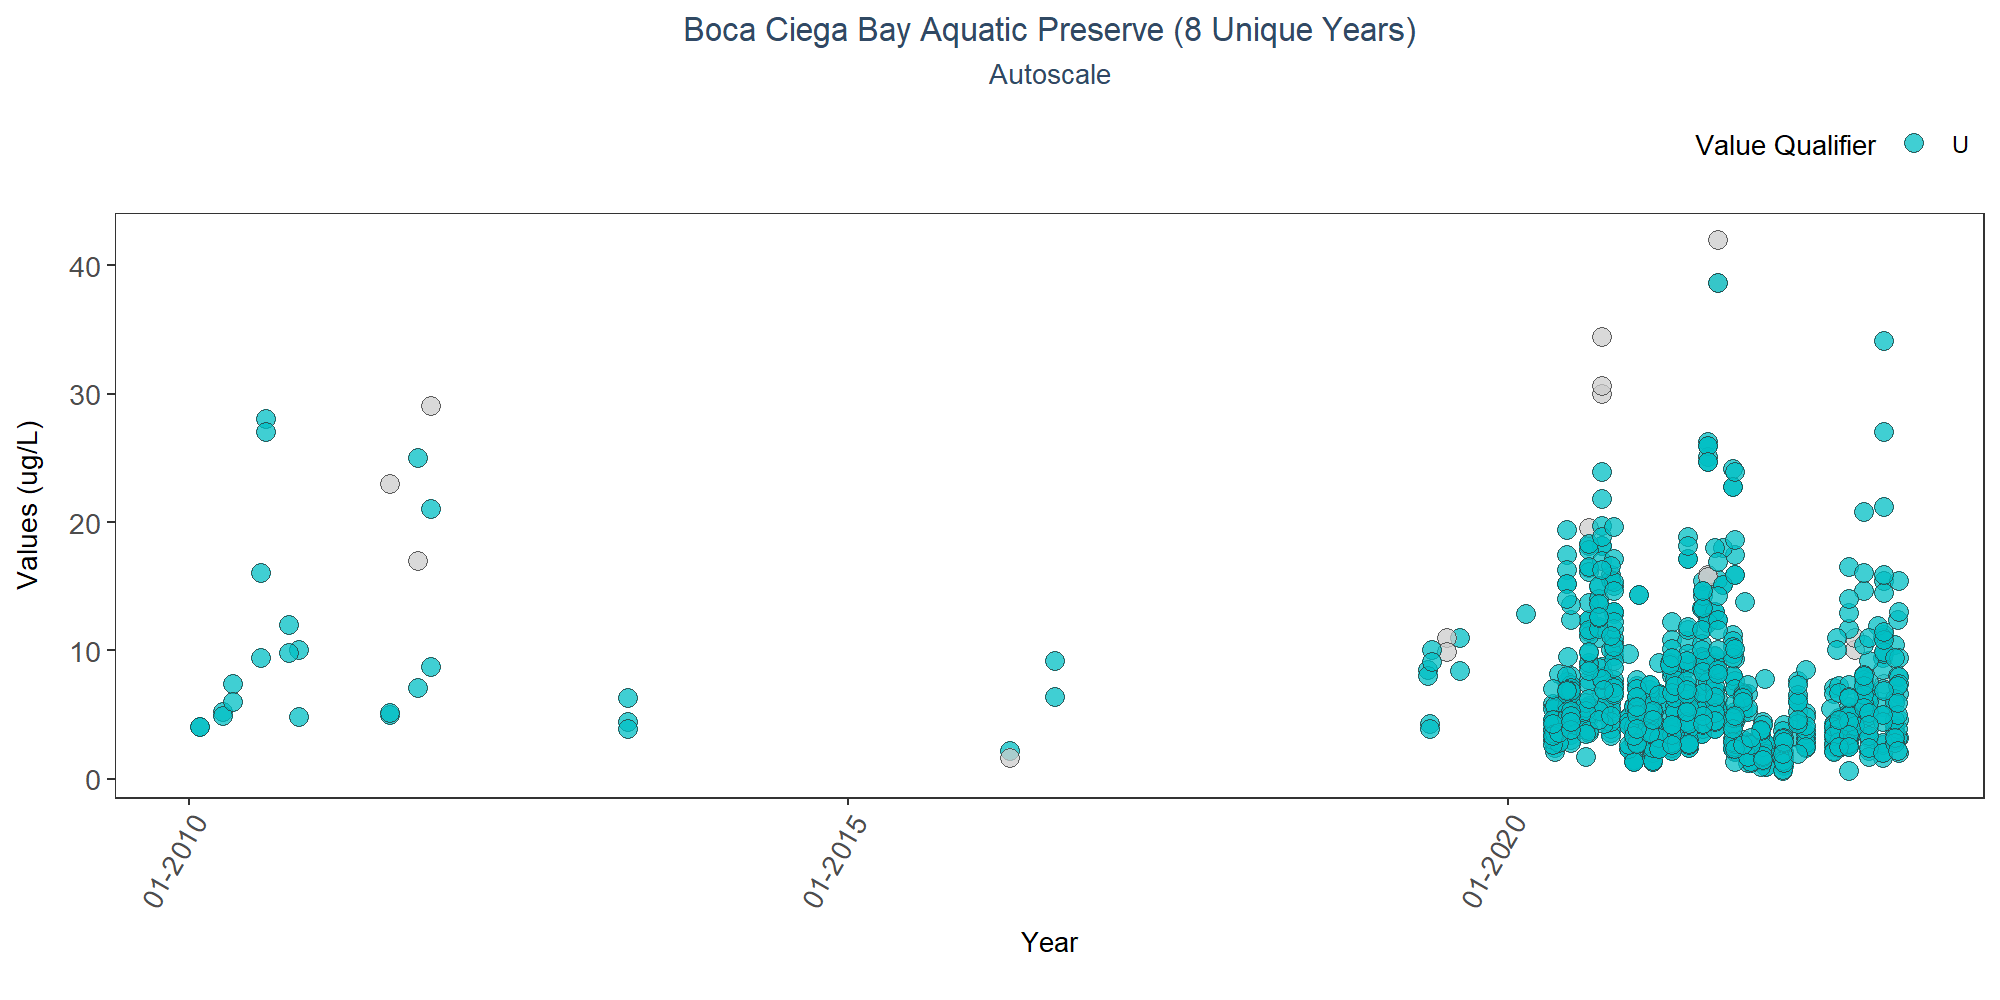 Boca Ciega Bay Aquatic Preserve (8 Unique Years)
Autoscale
Value Qualifier U
Values (ug/L)
40
30
20
10
0
01-2010 01-2015 01-2020
Year